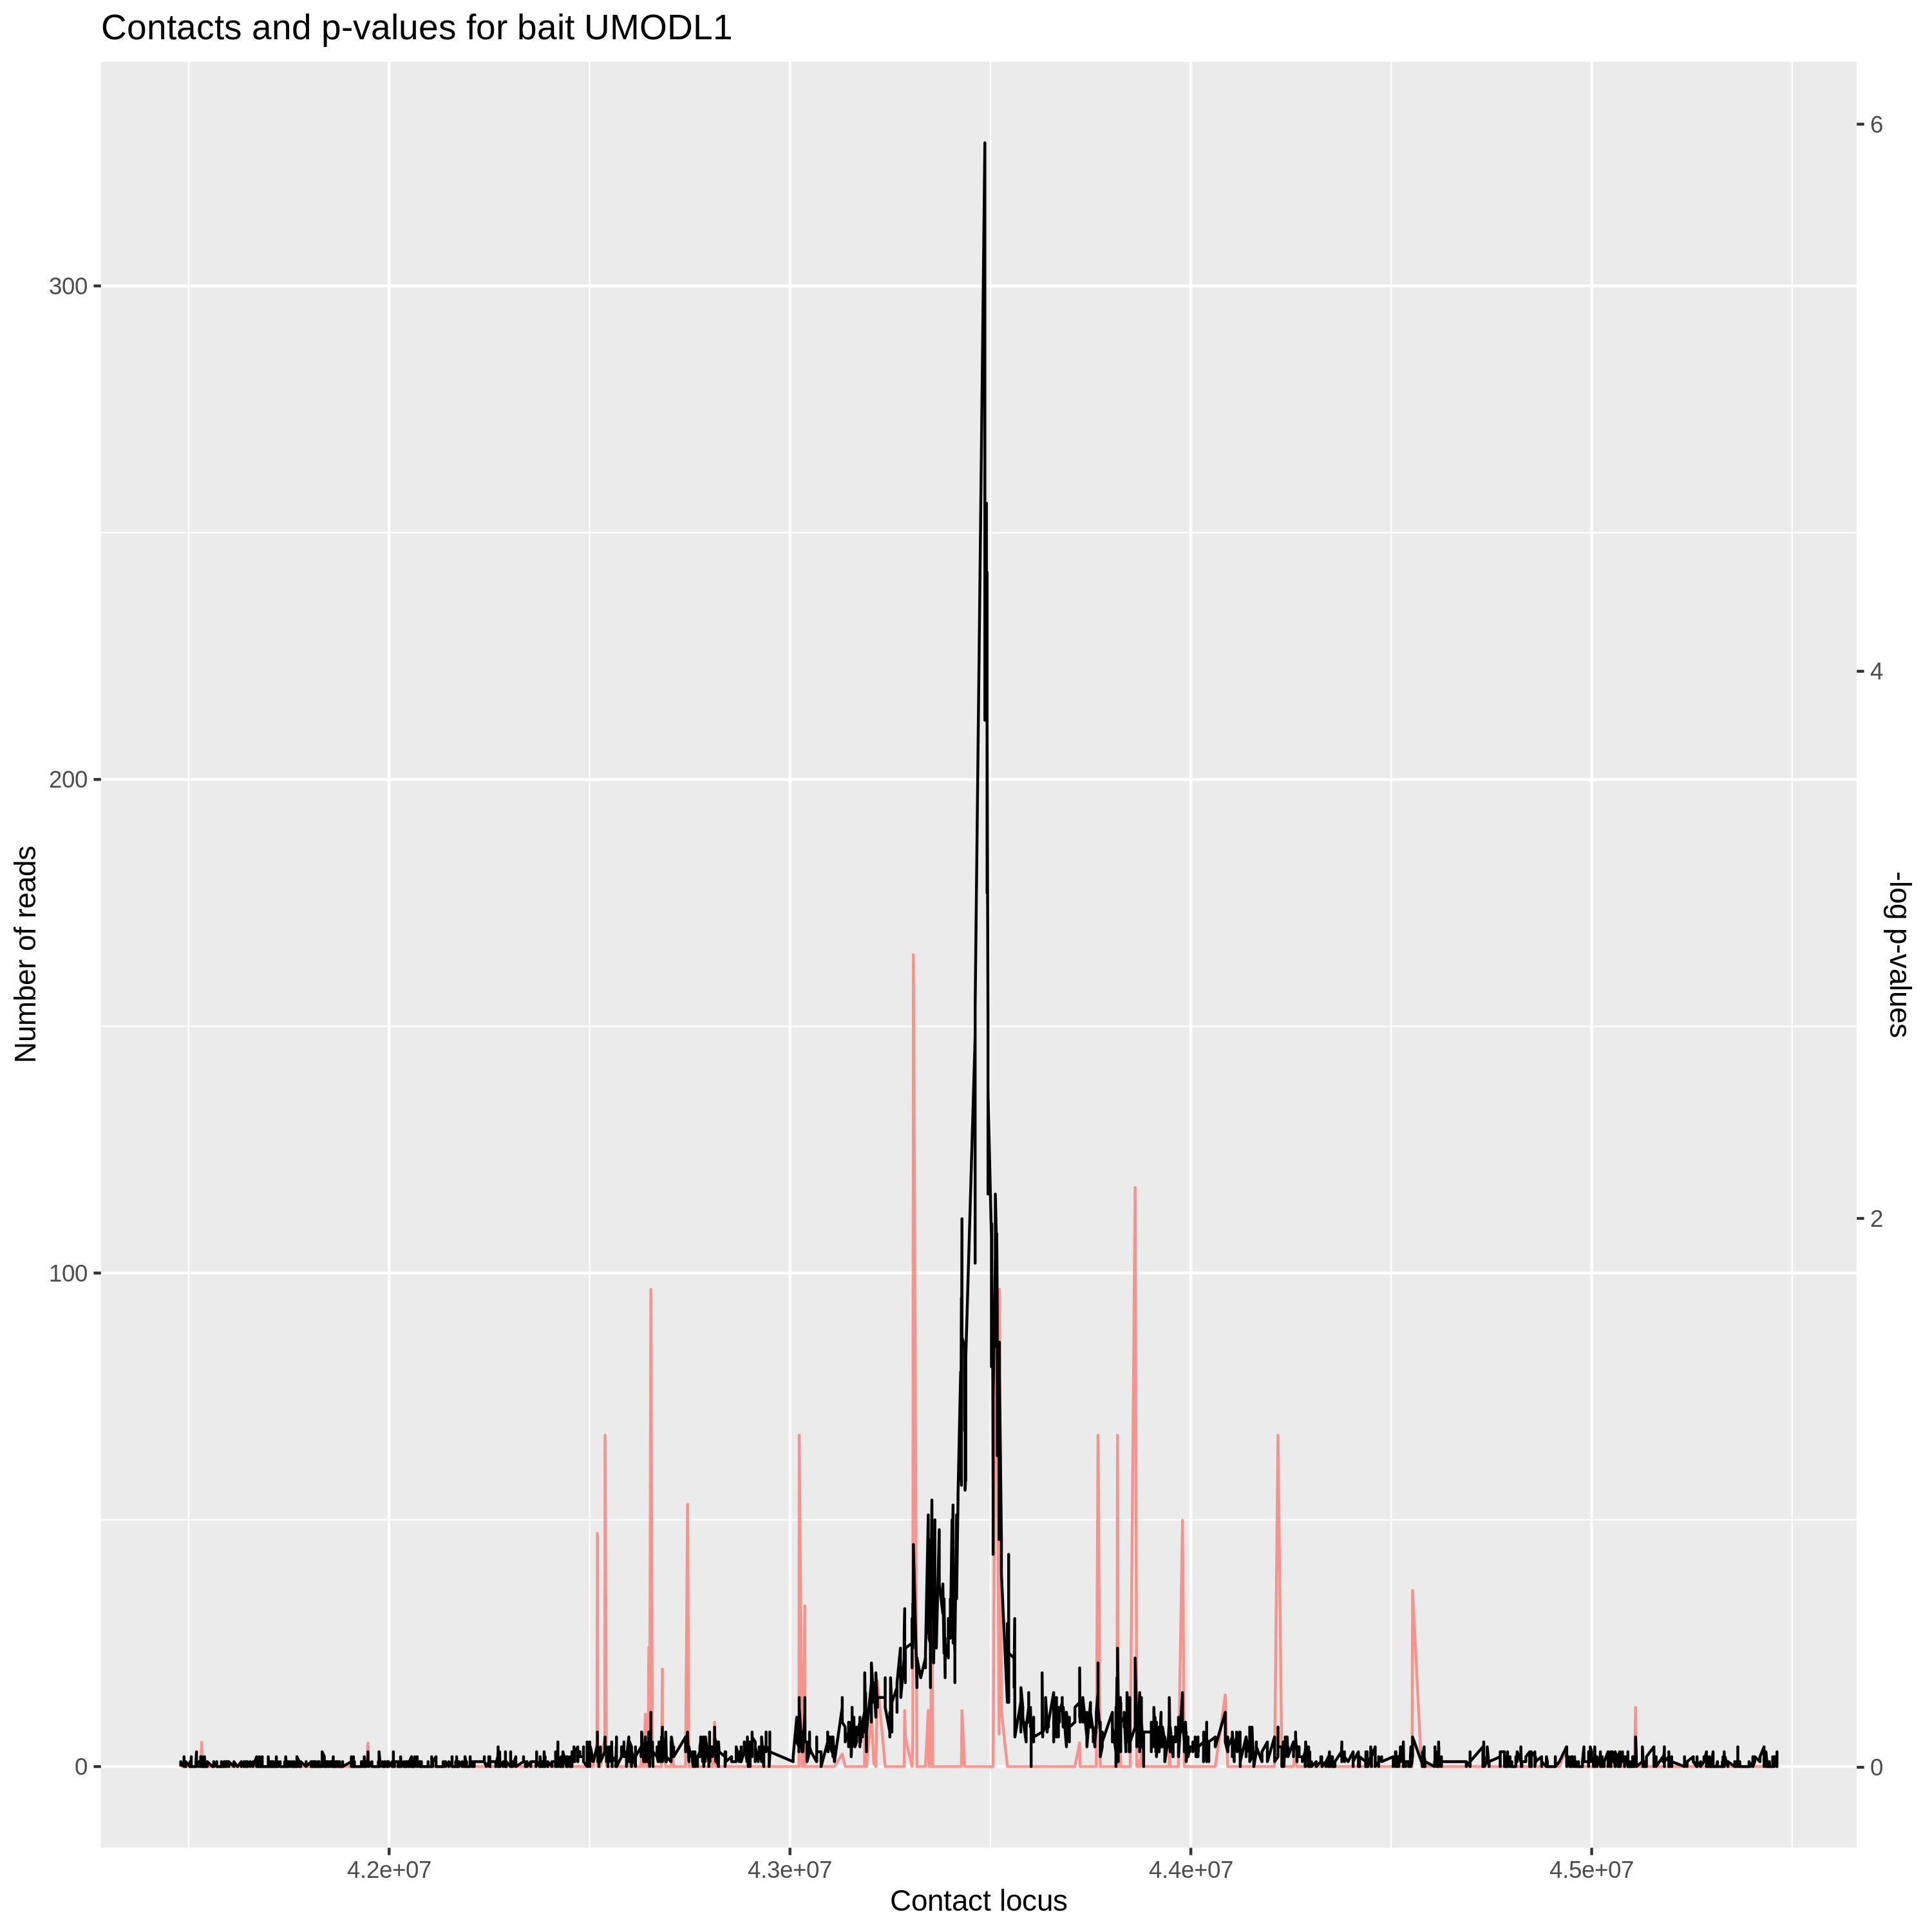 Contacts and p-values for bait UMODL1
6
300
4
200
Number of reads
-log p-values
2
100
0
0
4.2e+07
4.3e+07
4.4e+07
4.5e+07
Contact locus